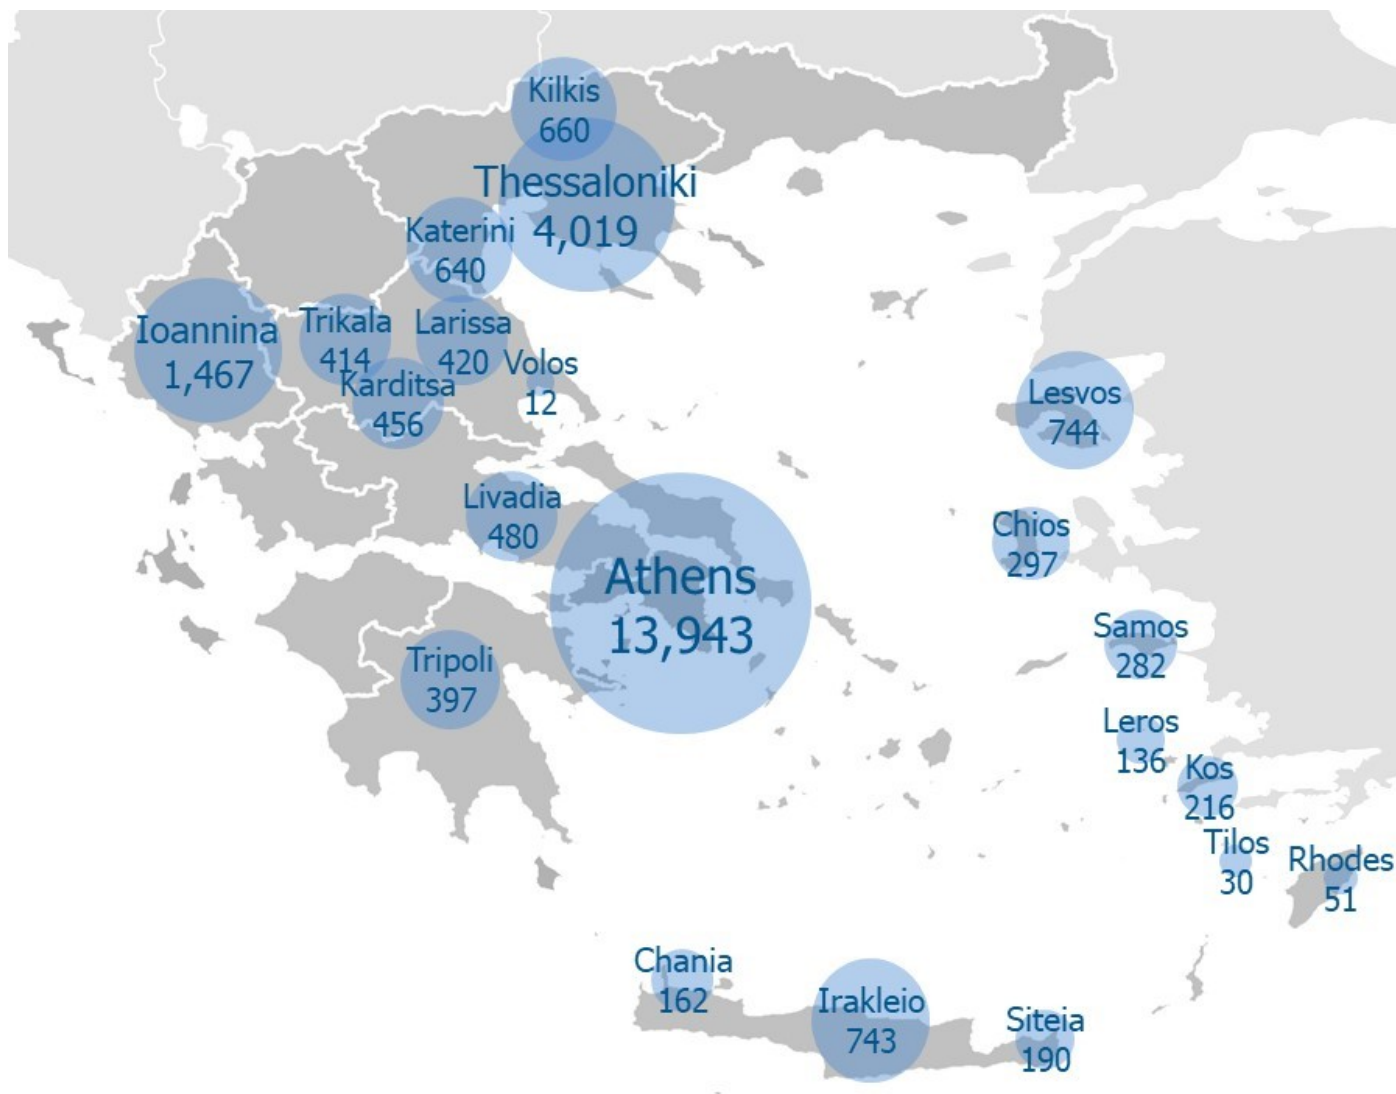 Kilkis
660
Thessaloniki
4,019
Katerini
640
Ioannina
1,467
Trikala
414
Larissa
420
Volos
12
Karditsa
456
Lesvos
744
Livadia
480
Chios
297
Athens
13,943
Samos
282
Tripoli
397
Leros
136
Kos
216
Tilos
30
Rhodes
51
Chania
162
Irakleio
743
Siteia
190